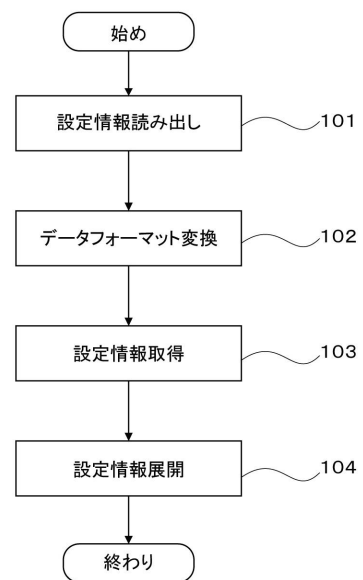 始め
設定情報読み出し
101
データフォーマット変換
102
設定情報取得
103
設定情報展開
104
終わり